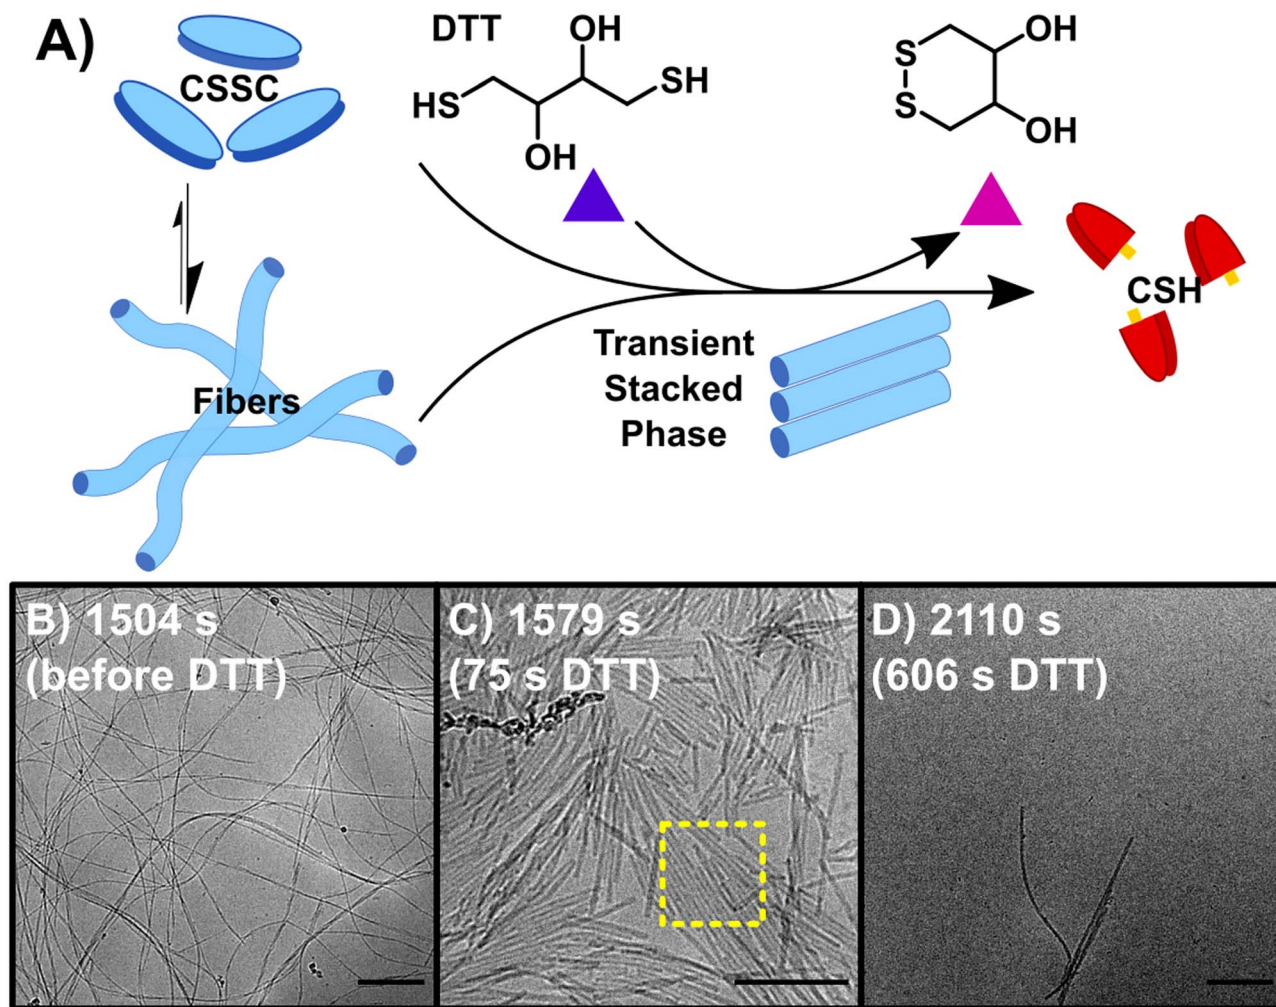 A)
CSSC
DTT
OH
HS
SH
OH
S
S
OH
OH
CSH
Fibers
Transient
Stacked
Phase
B) 1504 s
(before DTT)
C) 1579 s
(75 s DTT)
D) 2110 s
(606 s DTT)